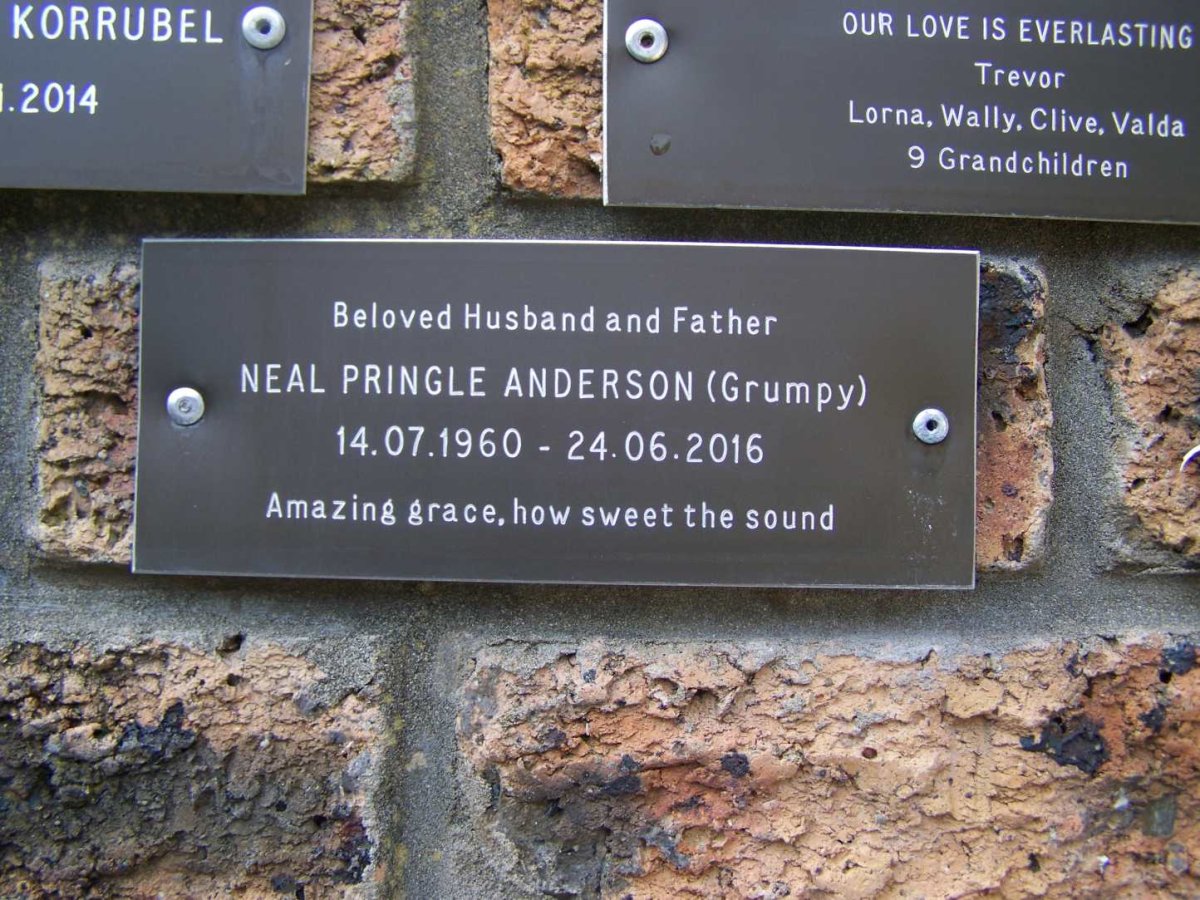 KORRUBEL
.2014
OUR LOVE IS EVERLASTING
Trevor
Lorna, Wally, Clive, Valda
9 Grandchildren
Beloved Husband and Father
NEAL PRINGLE ANDERSON (Grumpy)
14.07.1960 - 24.06.2016
Amazing grace, how sweet the sound